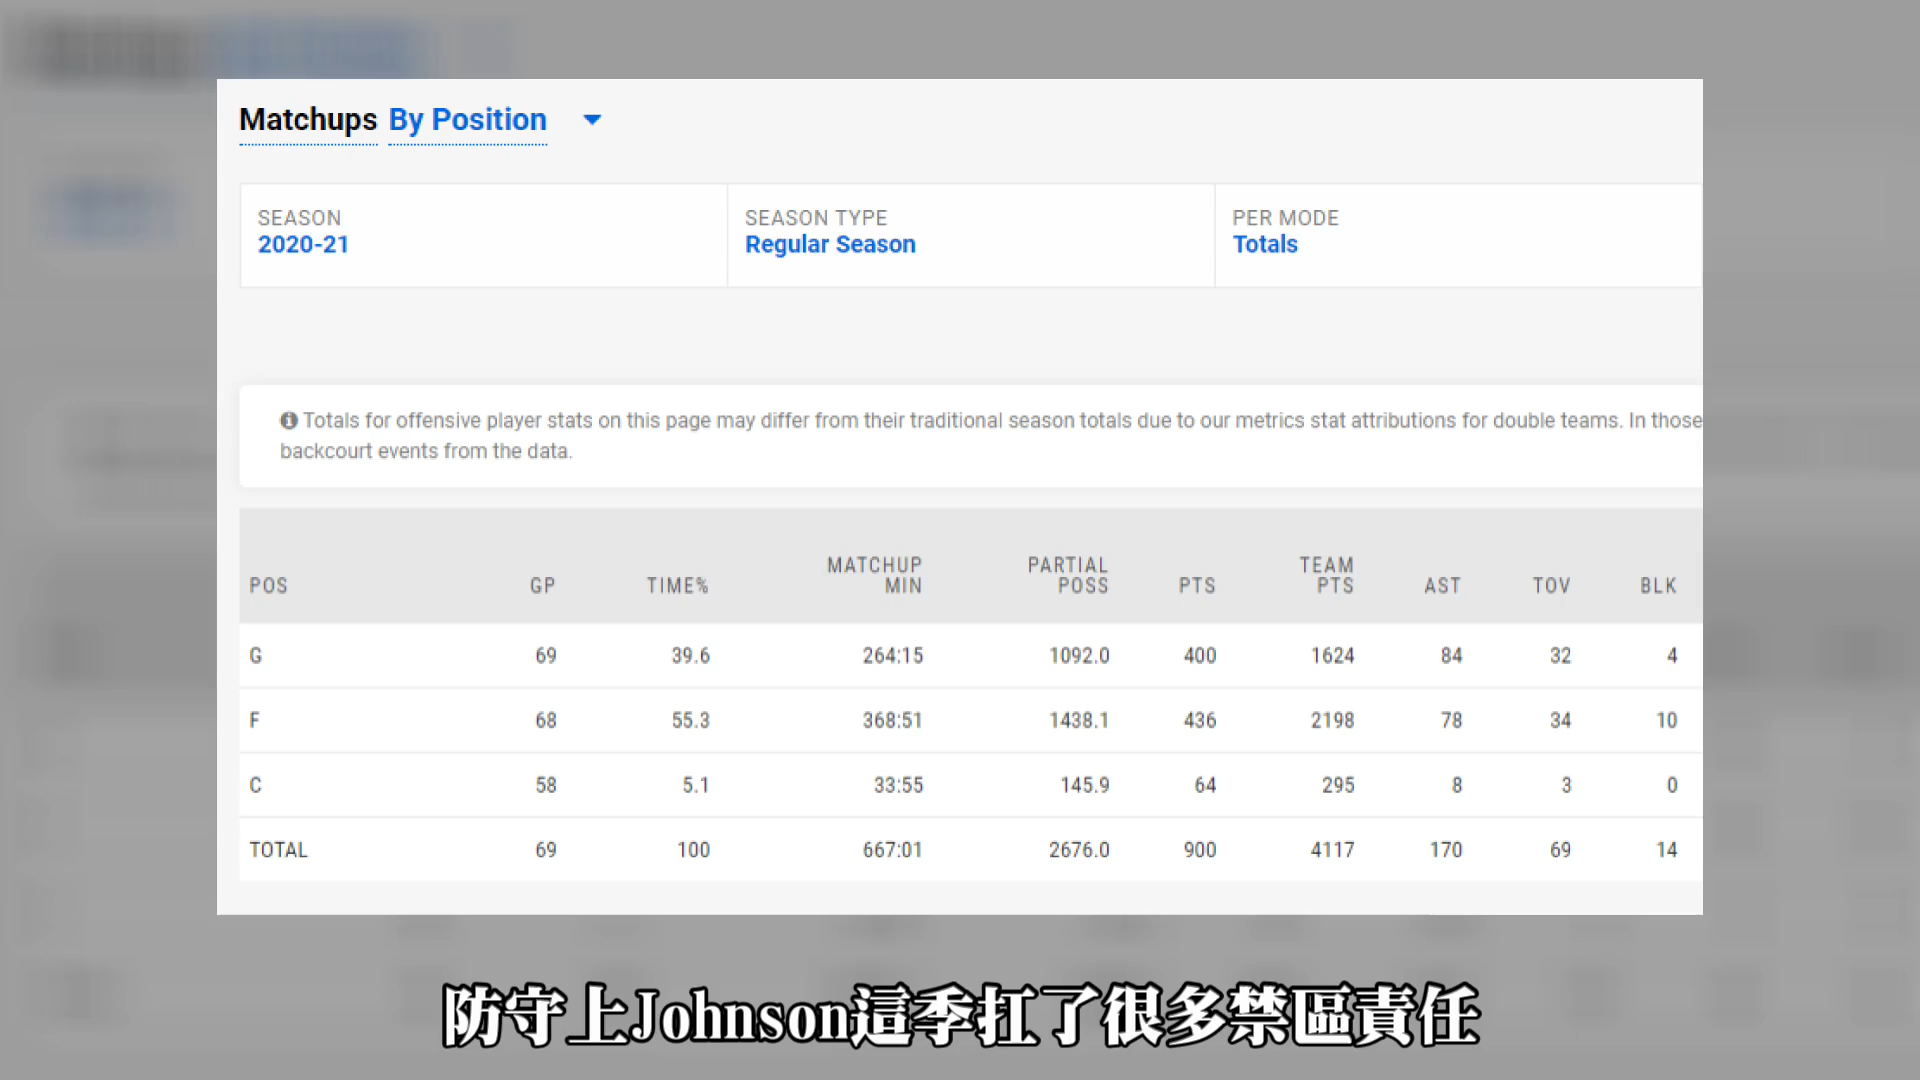 Matchups By Position
SEASON
2020-21
SEASON TYPE
Regular Season
PER MODE
Totals
Totals for offensive player stats on this page may differ from their traditional season totals due to our metrics stat attributions for double teams. In those
backcourt events from the data.
POS GP TIME% MATCHUP MIN PARTIAL POSS PTS TEAM PTS AST TOV BLK
G 69 39.6 264:15 1092.0 400 1624 84 32 4
F 68 55.3 368:51 1438.1 436 2198 78 34 10
C 58 5.1 33:55 145.9 64 295 8 3 0
TOTAL 69 100 667:01 2676.0 900 4117 170 69 14
防守上Johnson這季扛了很多禁區責任